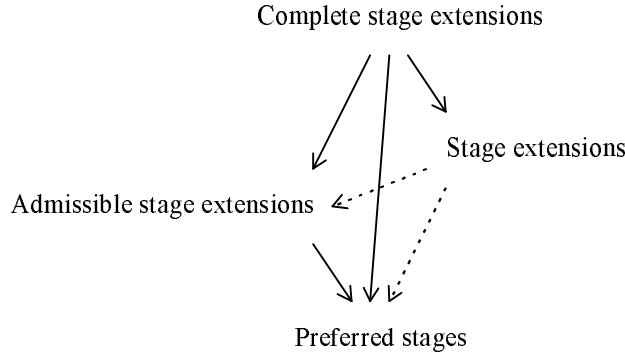 Complete stage extensions
Stage extensions
Admissible stage extensions
Preferred stages